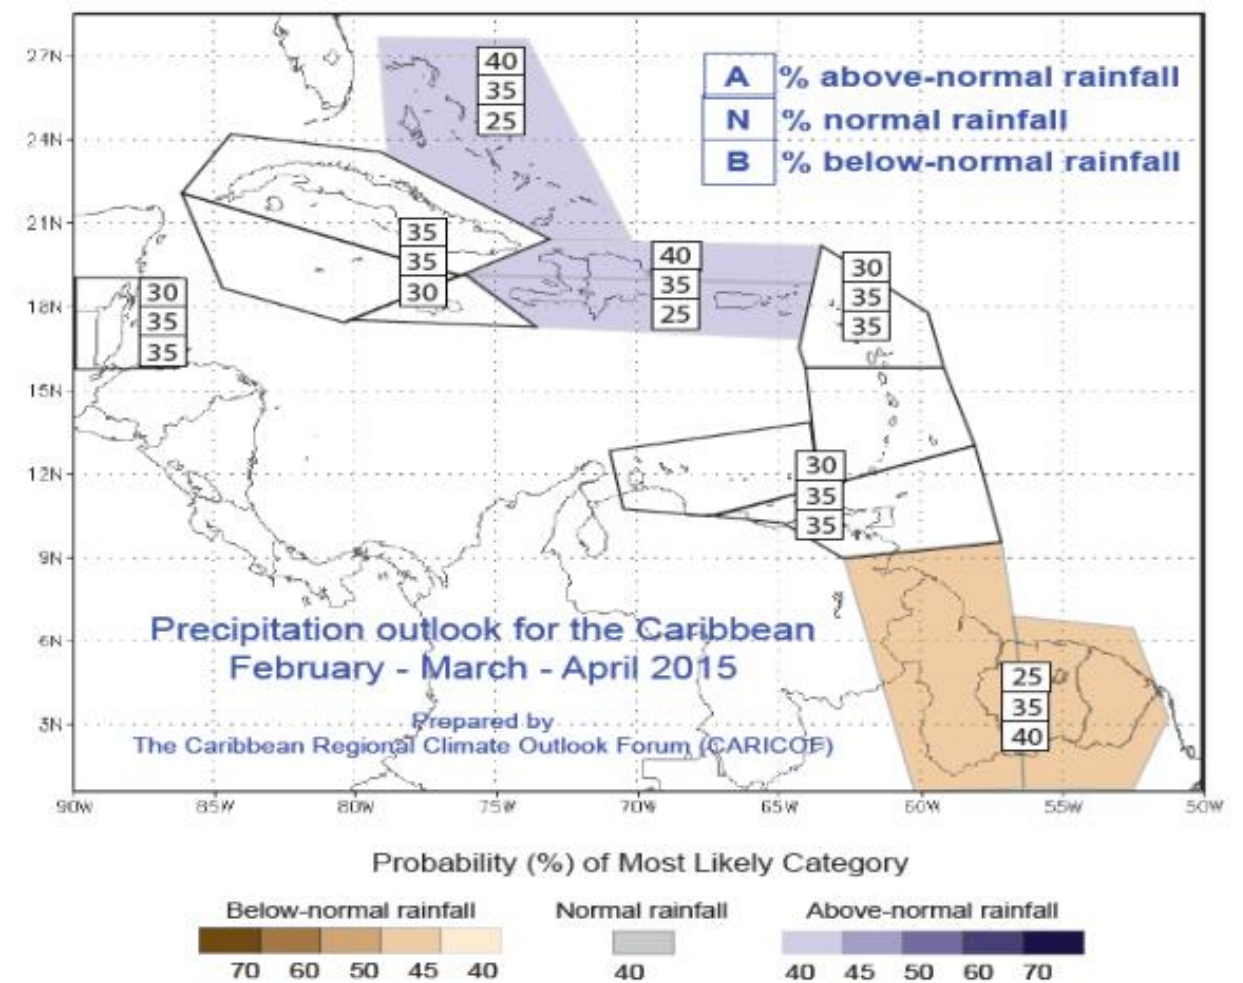 27N
24N
21N
18N
15N
12N
9N
6N
3N
90W 85W 80W 75W 70W 65W 60W 55W 50W
40
35
25
A % above-normal rainfall
N % normal rainfall
B % below-normal rainfall
35
35
30
40
35
25
30
35
35
30
35
35
30
35
35
25
35
40
Precipitation outlook for the Caribbean
February - March - April 2015
Prepared by
The Caribbean Regional Climate Outlook Forum (CARICOF)
Probability (%) of Most Likely Category
Below-normal rainfall Normal rainfall Above-normal rainfall
70 60 50 45 40 40 40 45 50 60 70